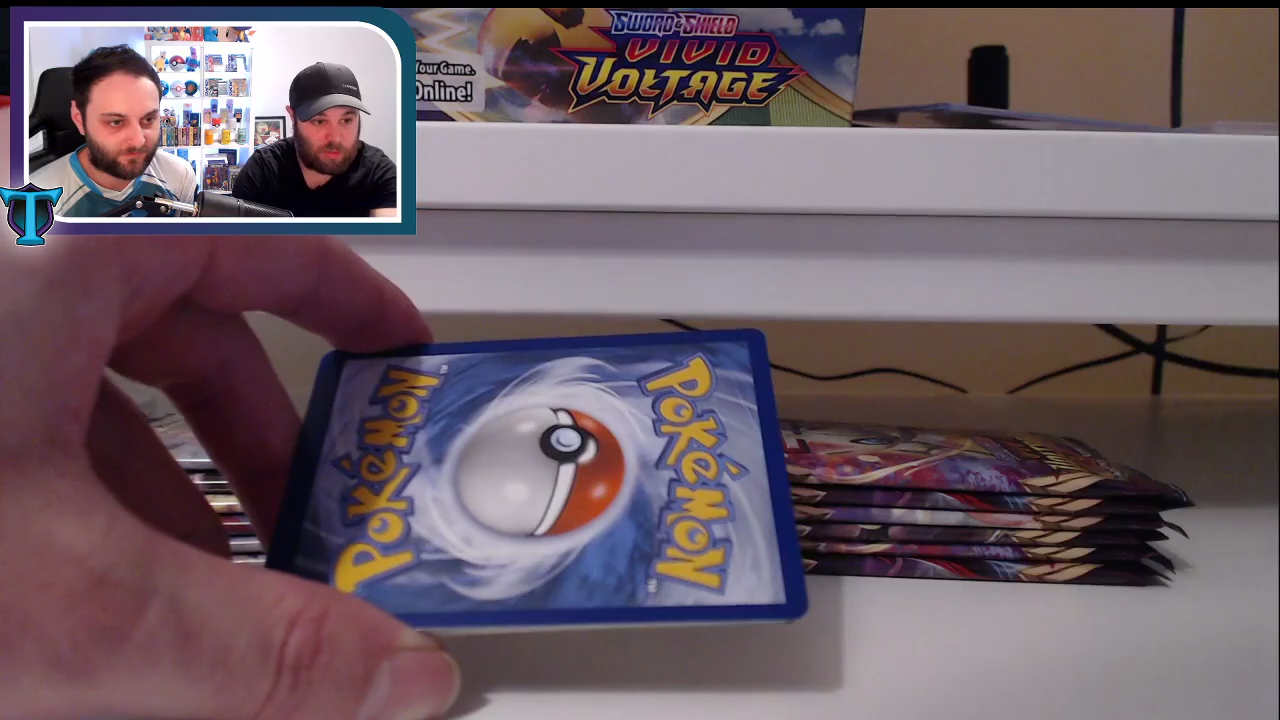 SWORD & SHIELD
VIVID
VOLTAGE
Your Game.
Online!
POKéMON
POKéMON